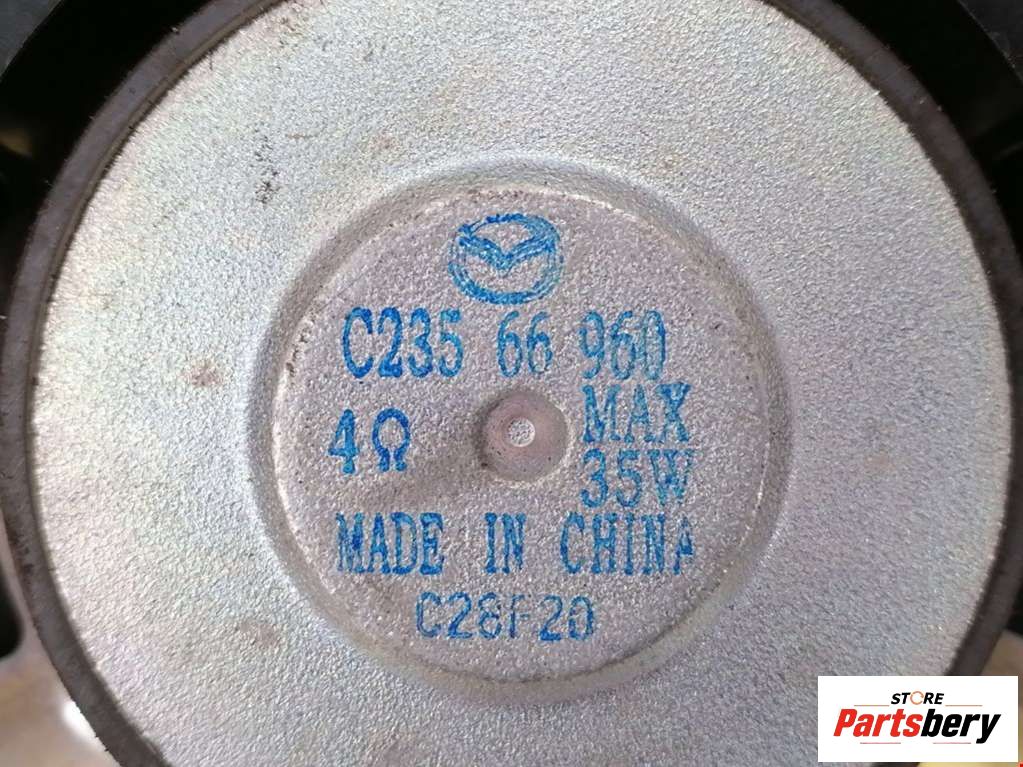 C235 66 960
4Ω MAX
35W
MADE IN CHINA
C28F20
STORE
Partsbery